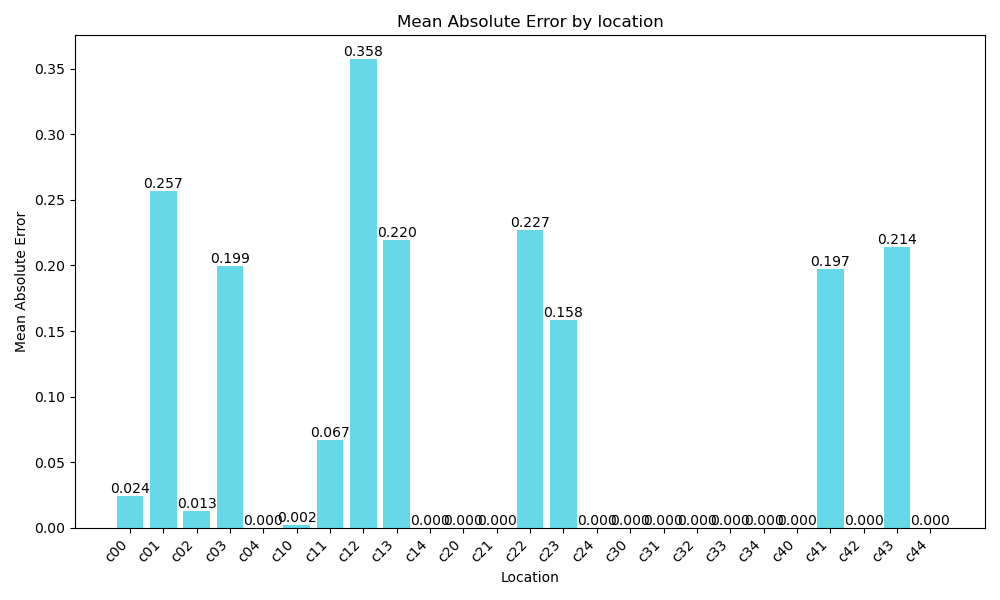 Mean Absolute Error by location
Mean Absolute Error
0.35
0.30
0.25
0.20
0.15
0.10
0.05
0.00
0.024
0.257
0.013
0.199
0.000
0.002
0.067
0.358
0.220
0.000
0.000
0.000
0.227
0.158
0.000
0.000
0.000
0.000
0.000
0.000
0.000
0.197
0.000
0.214
0.000
c00
c01
c02
c03
c04
c10
c11
c12
c13
c14
c20
c21
c22
c23
c24
c30
c31
c32
c33
c34
c40
c41
c42
c43
c44
Location